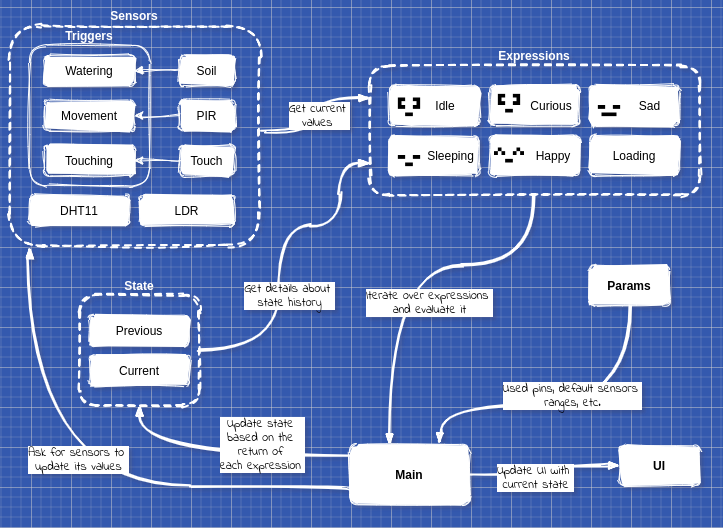 Sensors
Triggers
Watering
Soil
Movement
PIR
Touching
Touch
DHT11
LDR
Get current
values
Expressions
Idle
Curious
Sad
Sleeping
Happy
Loading
State
Previous
Current
Get details about
state history
Iterate over expressions
and evaluate it
Params
Used pins, default sensors
ranges, etc.
Update state
based on the
return of
each expression
Ask for sensors to
update its values
Main
Update UI with
current state
UI